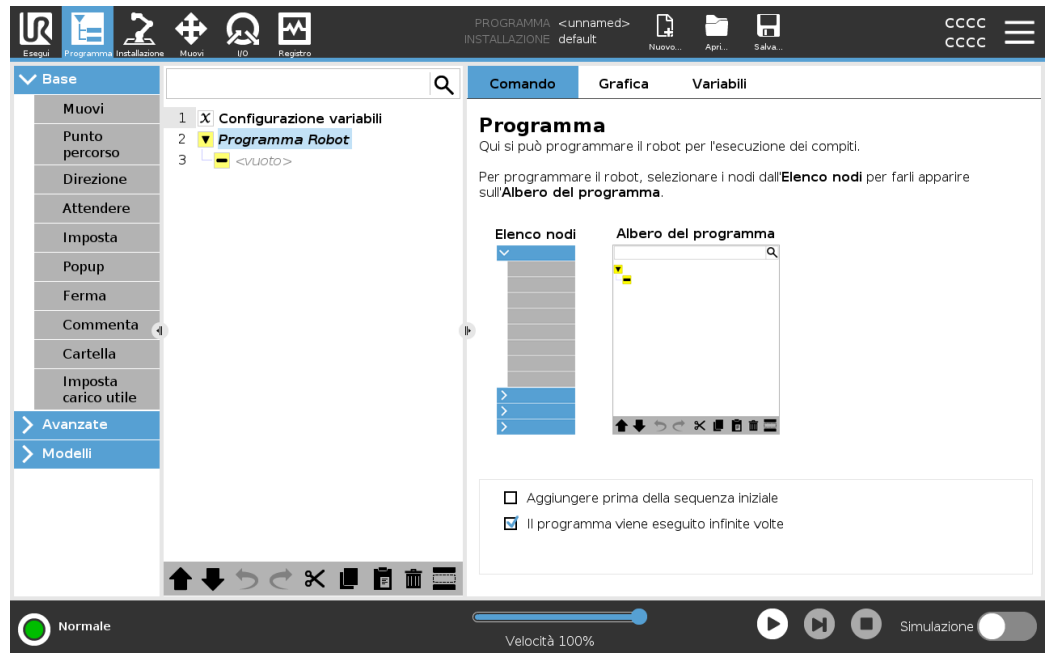 PROGRAMMA <unnamed>
INSTALLAZIONE default
CCCC
CCCC
UR
Esegui
Programma
Installazione
Muovi
I/O
Registro
Nuovo...
Apri...
Salva...
Base
Muovi
Punto
percorso
Direzione
Attendere
Imposta
Popup
Ferma
Commenta
Cartella
Imposta
carico utile
Avanzate
Modelli
1 X Configurazione variabili
2 Programma Robot
3 <vuoto>
Comando
Grafica
Variabili
Programma
Qui si può programmare il robot per l'esecuzione dei compiti.
Per programmare il robot, selezionare i nodi dall'Elenco nodi per farli apparire
sull'Albero del programma.
Elenco nodi
Albero del programma
Aggiungere prima della sequenza iniziale
Il programma viene eseguito infinite volte
Normale
Velocità 100%
Simulazione